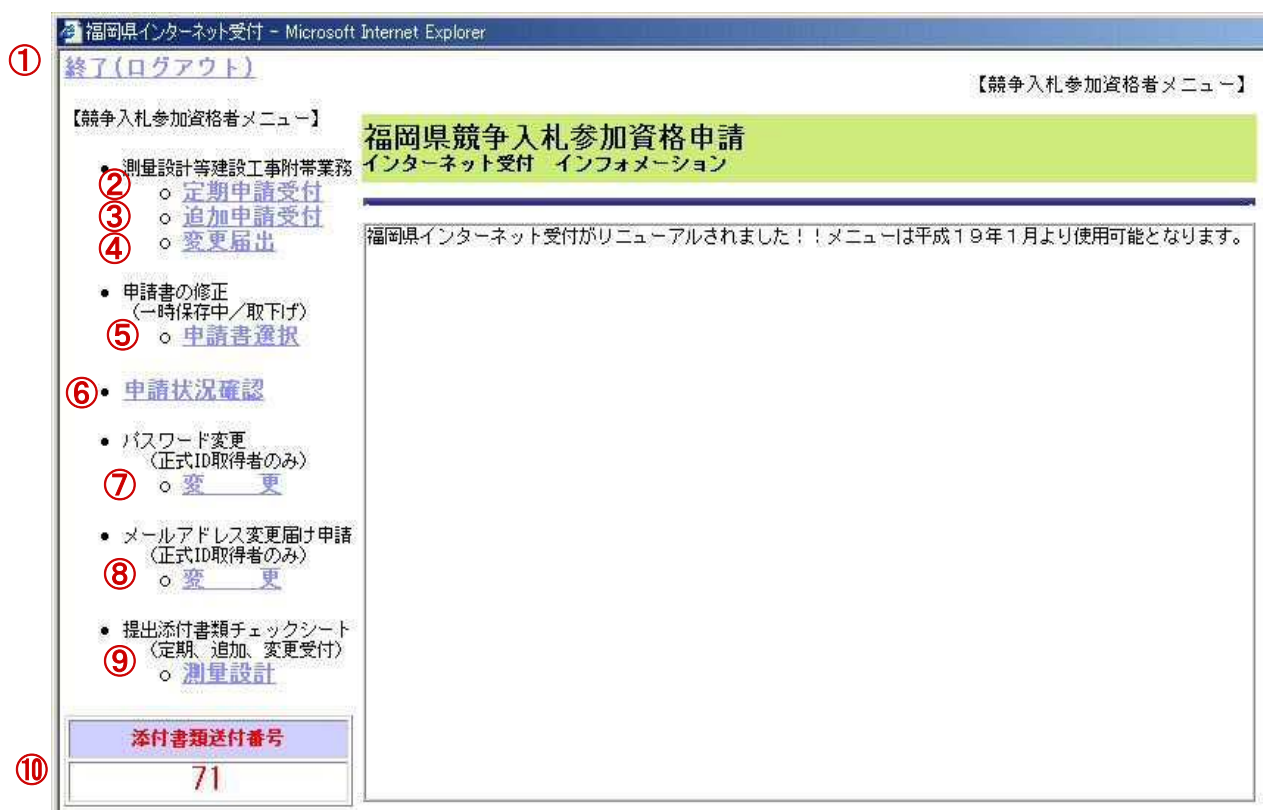 福岡県インターネット受付 - Microsoft Internet Explorer
① 終了(ログアウト)
【競争入札参加資格者メニュー】
【競争入札参加資格者メニュー】
福岡県競争入札参加資格申請
インターネット受付 インフォメーション
福岡県インターネット受付がリニューアルされました!!メニューは平成19年1月より使用可能となります。
● 測量設計等建設工事附帯業務
② ○ 定期申請受付
③ ○ 追加申請受付
④ ○ 変更届出
● 申請書の修正
(一時保存中/取下げ)
⑤ ○ 申請書選択
⑥ ● 申請状況確認
● パスワード変更
(正式ID取得者のみ)
⑦ ○ 変 更
● メールアドレス変更届け申請
(正式ID取得者のみ)
⑧ ○ 変 更
● 提出添付書類チェックシート
(定期、追加、変更受付)
⑨ ○ 測量設計
添付書類送付番号
⑩ 71